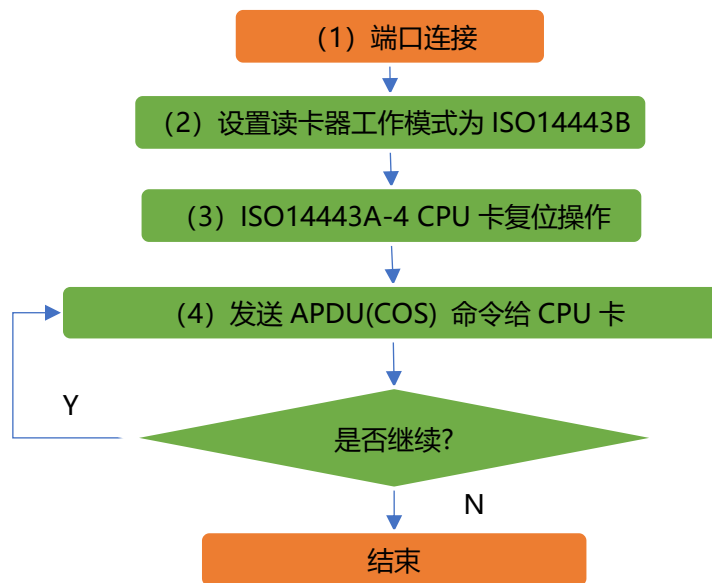 （1）端口连接
（2）设置读卡器工作模式为 ISO14443B
（3）ISO14443A-4 CPU 卡复位操作
（4）发送 APDU(COS) 命令给 CPU 卡
Y
是否继续?
N
结束